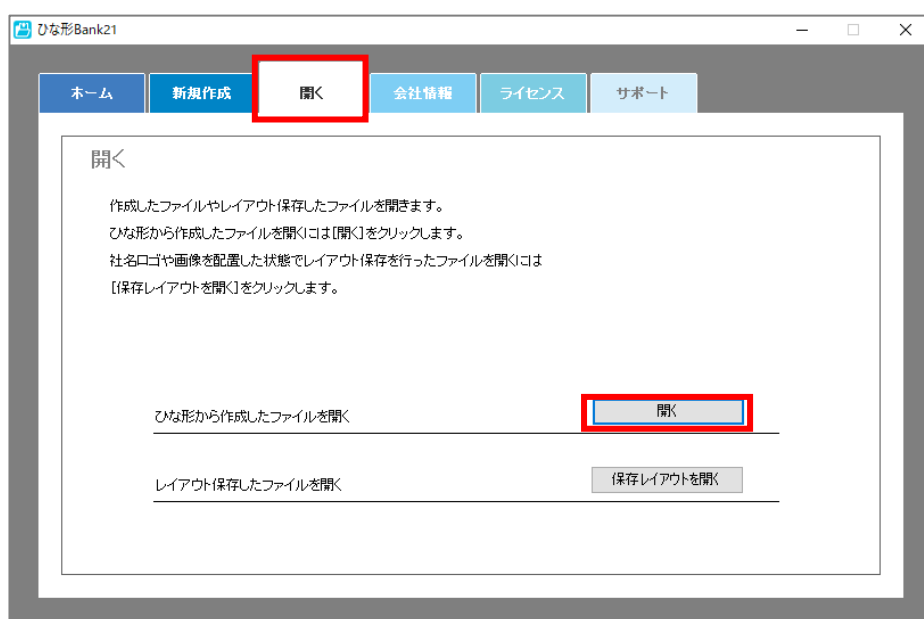 ひな形Bank21
ホーム 新規作成 開く 会社情報 ライセンス サポート
開く
作成したファイルやレイアウト保存したファイルを開きます。
ひな形から作成したファイルを開くには[開く]をクリックします。
社名ロゴや画像を配置した状態でレイアウト保存を行ったファイルを開くには
[保存レイアウトを開く]をクリックします。
ひな形から作成したファイルを開く 開く
レイアウト保存したファイルを開く 保存レイアウトを開く